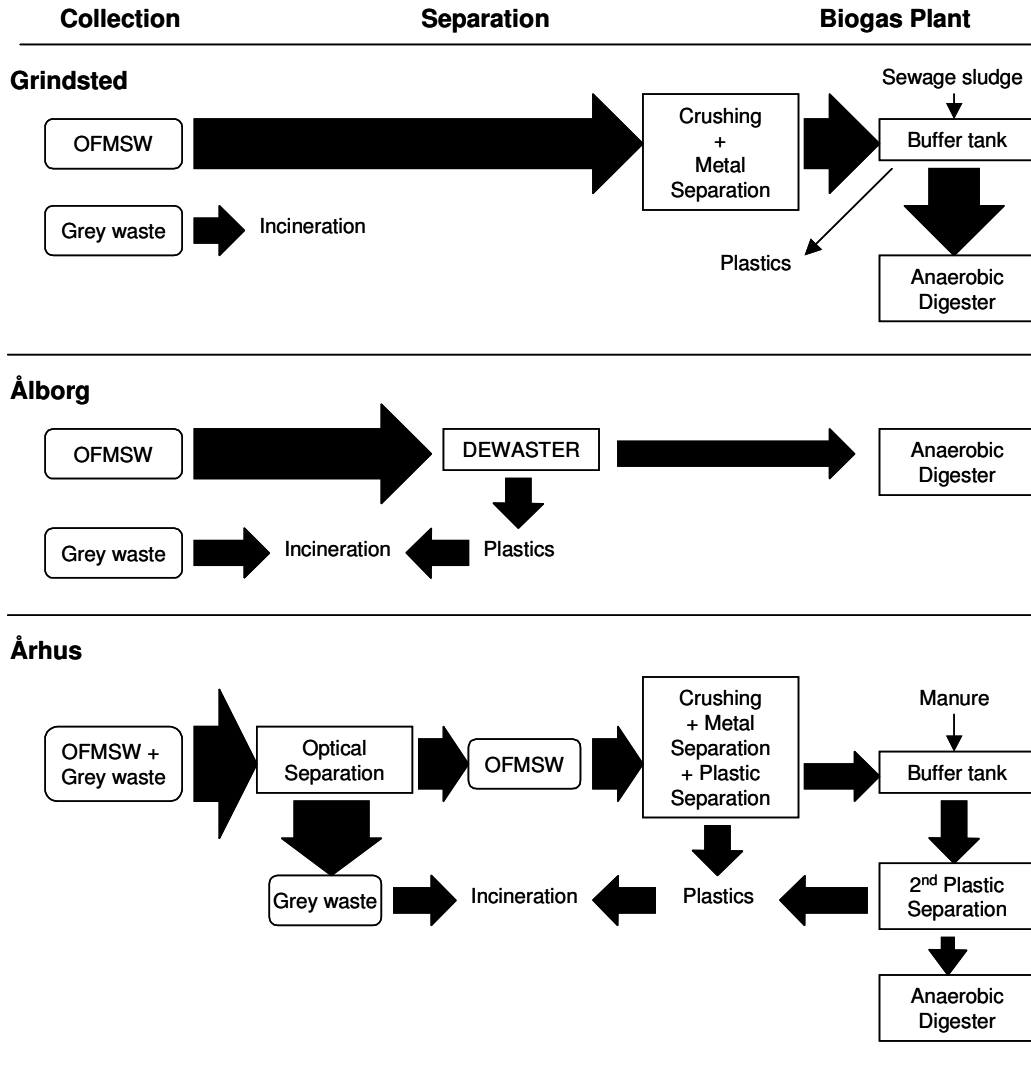 Collection
Separation
Biogas Plant
Grindsted
Sewage sludge
OFMSW
Crushing
+
Metal
Separation
Buffer tank
Grey waste
Incineration
Plastics
Anaerobic
Digester
Ålborg
OFMSW
DEWASTER
Anaerobic
Digester
Grey waste
Incineration
Plastics
Århus
OFMSW +
Grey waste
Optical
Separation
OFMSW
Crushing
+ Metal
Separation
+ Plastic
Separation
Manure
Buffer tank
Grey waste
Incineration
Plastics
2nd Plastic
Separation
Anaerobic
Digester